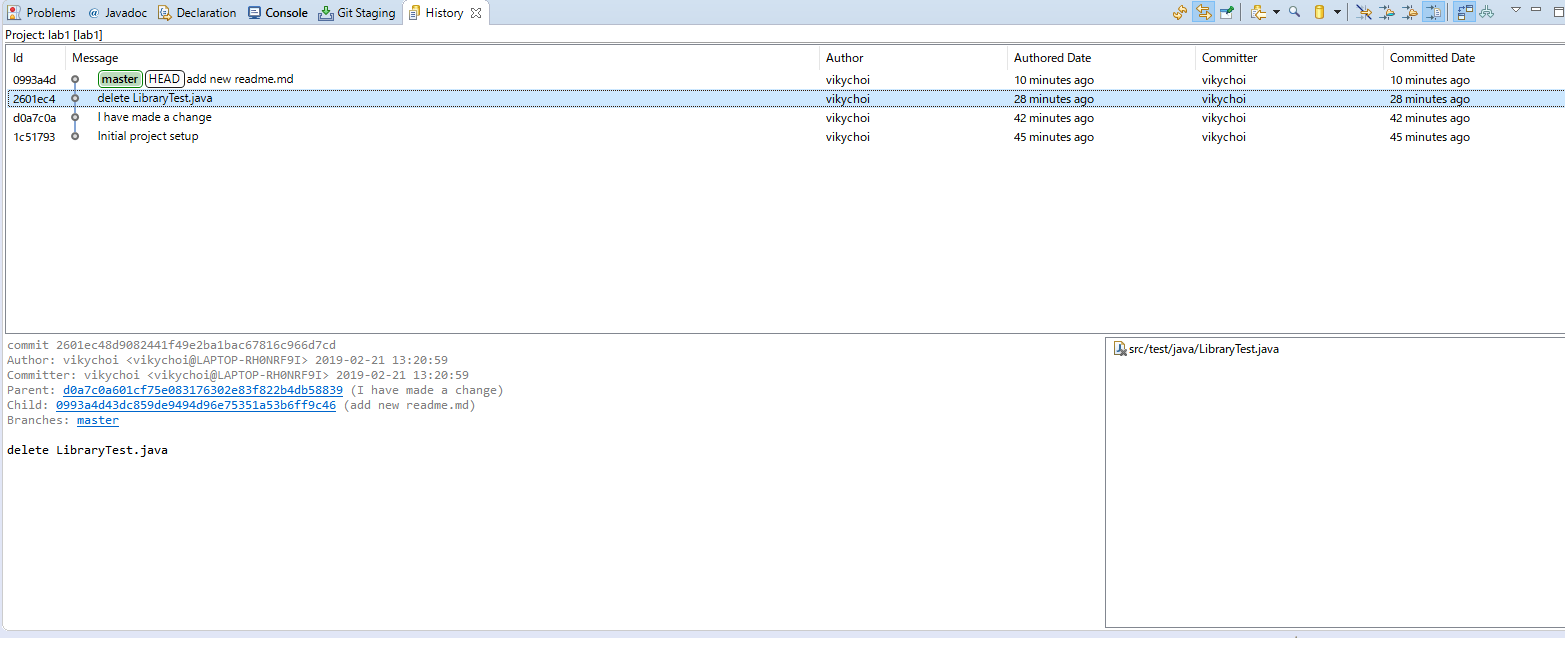 Problems @ Javadoc Declaration Console Git Staging History
Project: lab1 [lab1]
Id Message Author Authored Date Committer Committed Date
0993a4d master HEAD add new readme.md vikychoi 10 minutes ago vikychoi 10 minutes ago
2601ec4 delete LibraryTest.java vikychoi 28 minutes ago vikychoi 28 minutes ago
d0a7c0a I have made a change vikychoi 42 minutes ago vikychoi 42 minutes ago
1c51793 Initial project setup vikychoi 45 minutes ago vikychoi 45 minutes ago
commit 2601ec48d9082441f49e2ba1bac67816c966d7cd
Author: vikychoi <vikychoi@LAPTOP-RH0NRF9I> 2019-02-21 13:20:59
Committer: vikychoi <vikychoi@LAPTOP-RH0NRF9I> 2019-02-21 13:20:59
Parent: d0a7c0a601cf75e083176302e83f822b4db58839 (I have made a change)
Child: 0993a4d43dc859de9494d96e75351a53b6ff9c46 (add new readme.md)
Branches: master
delete LibraryTest.java
src/test/java/LibraryTest.java